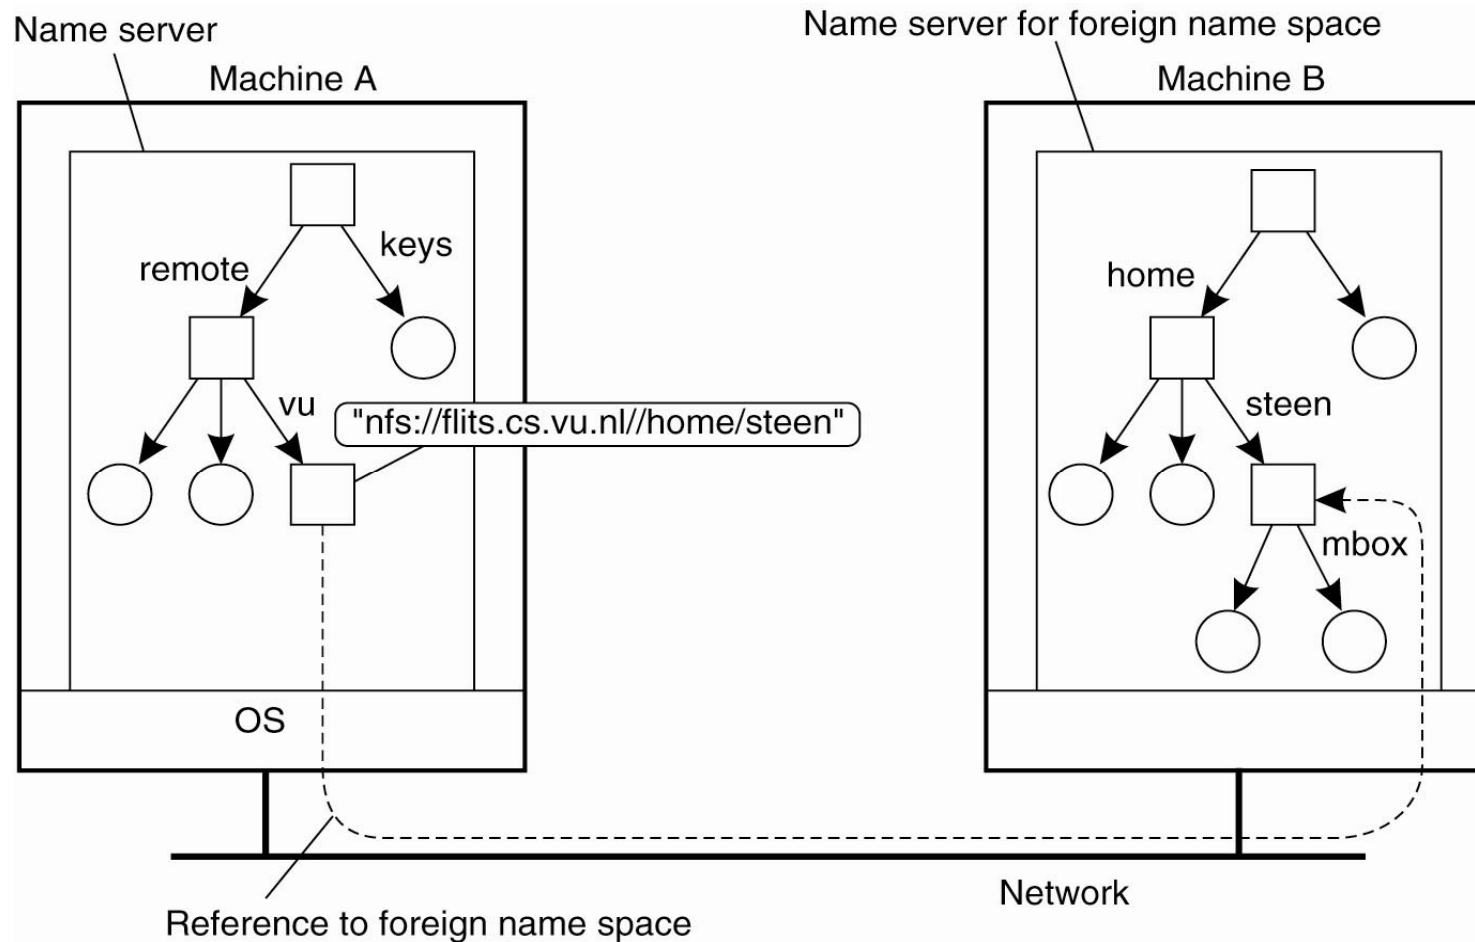 Name server
Name server for foreign name space
Machine A
Machine B
keys
remote
home
vu
"nfs://flits.cs.vu.nl//home/steen"
steen
mbox
OS
Network
Reference to foreign name space